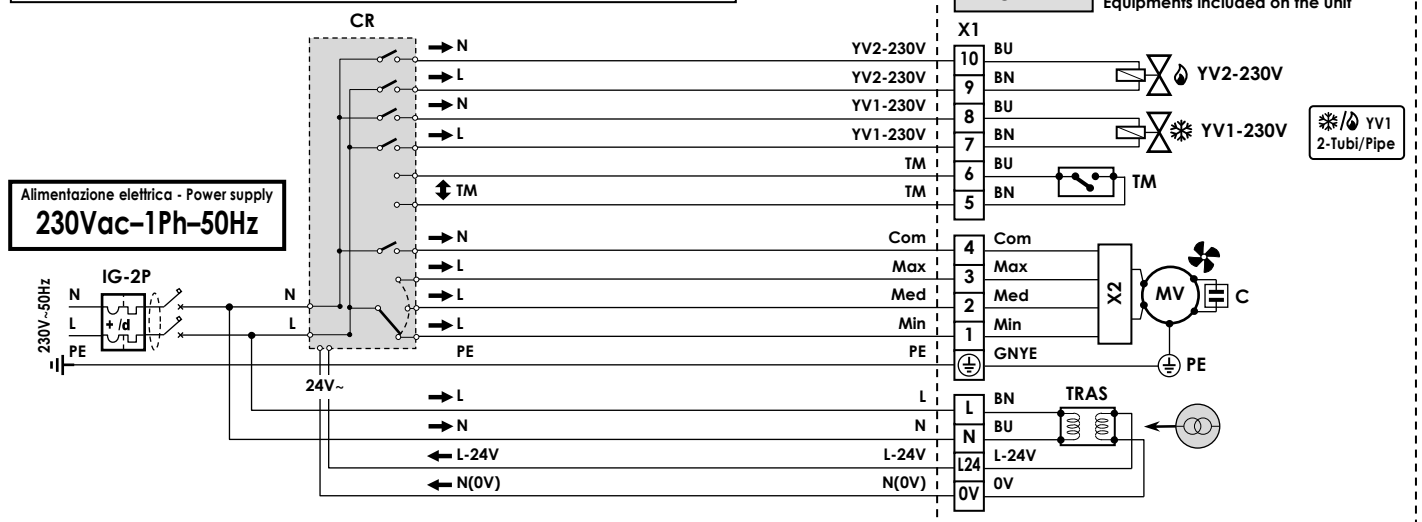 Equipments included on the unit
CR
X1
N YV2-230V 10 BU
L YV2-230V 9 BN
YV2-230V
N YV1-230V 8 BU
L YV1-230V 7 BN
YV1-230V
YV1
2-Tubi/Pipe
TM 6 BU
TM TM 5 BN
TM
Alimentazione elettrica - Power supply
230Vac–1Ph–50Hz
N Com 4 Com
L Max 3 Max
L Med 2 Med
L Min 1 Min
X2
MV
C
IG-2P
230V~50Hz
N
L
PE
+ /d
N
L
PE PE GNYE
PE
24V~
L L L BN
TRAS
N N N BU
L-24V L-24V L24 L-24V
N(0V) N(0V) 0V 0V